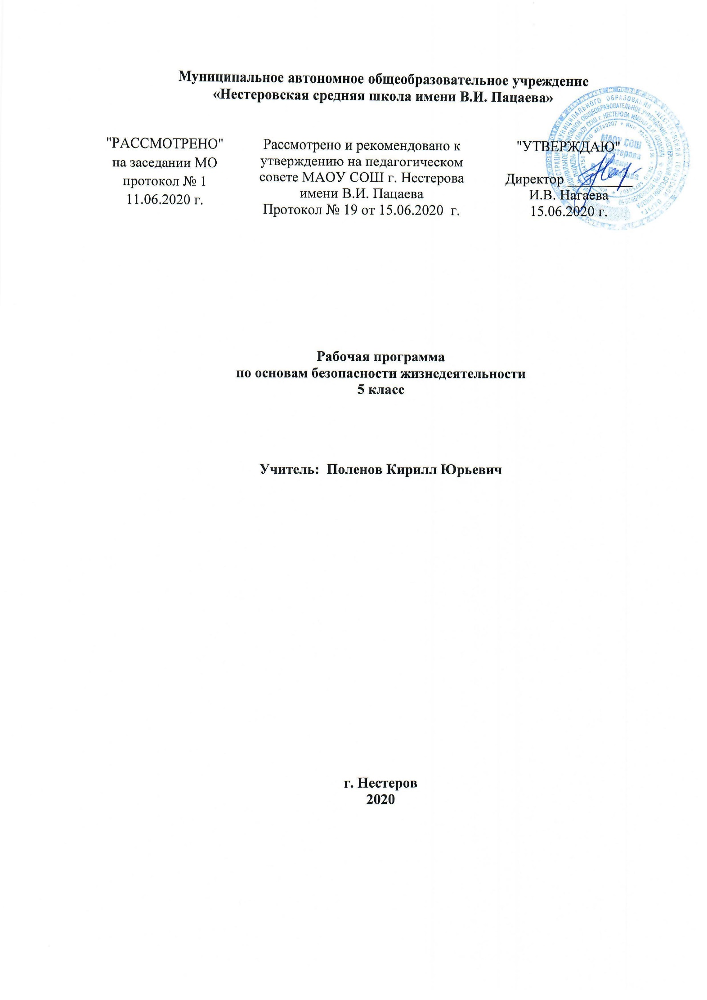 Муниципальное автономное общеобразовательное учреждение
«Нестеровская средняя школа имени В.И. Пацаева»
"РАССМОТРЕНО"
на заседании МО
протокол № 1
11.06.2020 г.
Рассмотрено и рекомендовано к
утверждению на педагогическом
совете МАОУ СОШ г. Нестерова
имени В.И. Пацаева
Протокол № 19 от 15.06.2020 г.
"УТВЕРЖДАЮ"
Директор __________
И.В. Нагаева
15.06.2020 г.
МАОУ СОШ
г. Нестерова
имени
В.И. Пацаева
Рабочая программа
по основам безопасности жизнедеятельности
5 класс
Учитель: Поленов Кирилл Юрьевич
г. Нестеров
2020